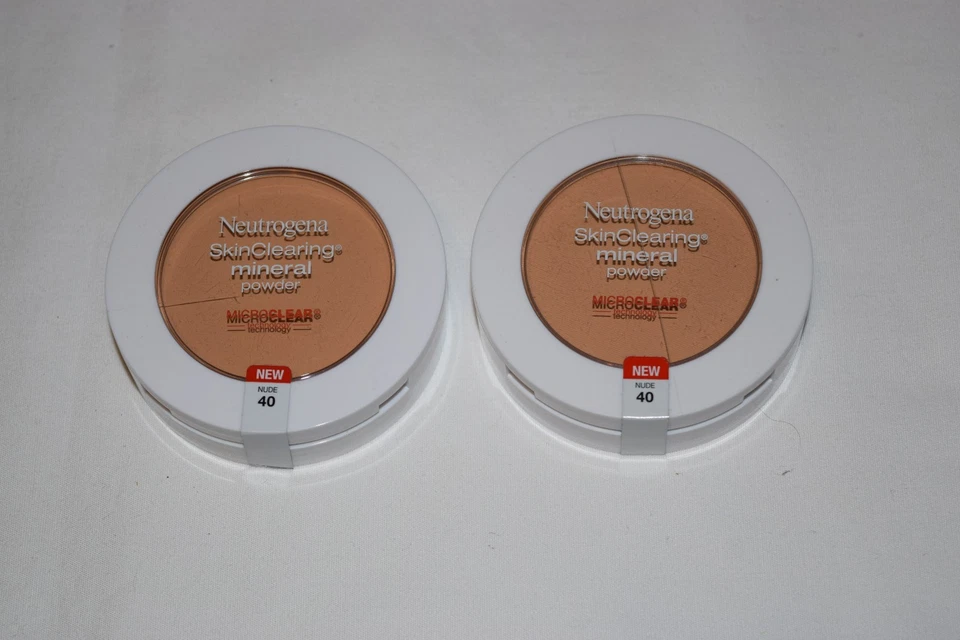 Neutrogena
SkinClearing®
mineral
powder
MICROCLEAR®
technology
NEW
NUDE
40
Neutrogena
SkinClearing®
mineral
powder
MICROCLEAR®
technology
NEW
NUDE
40